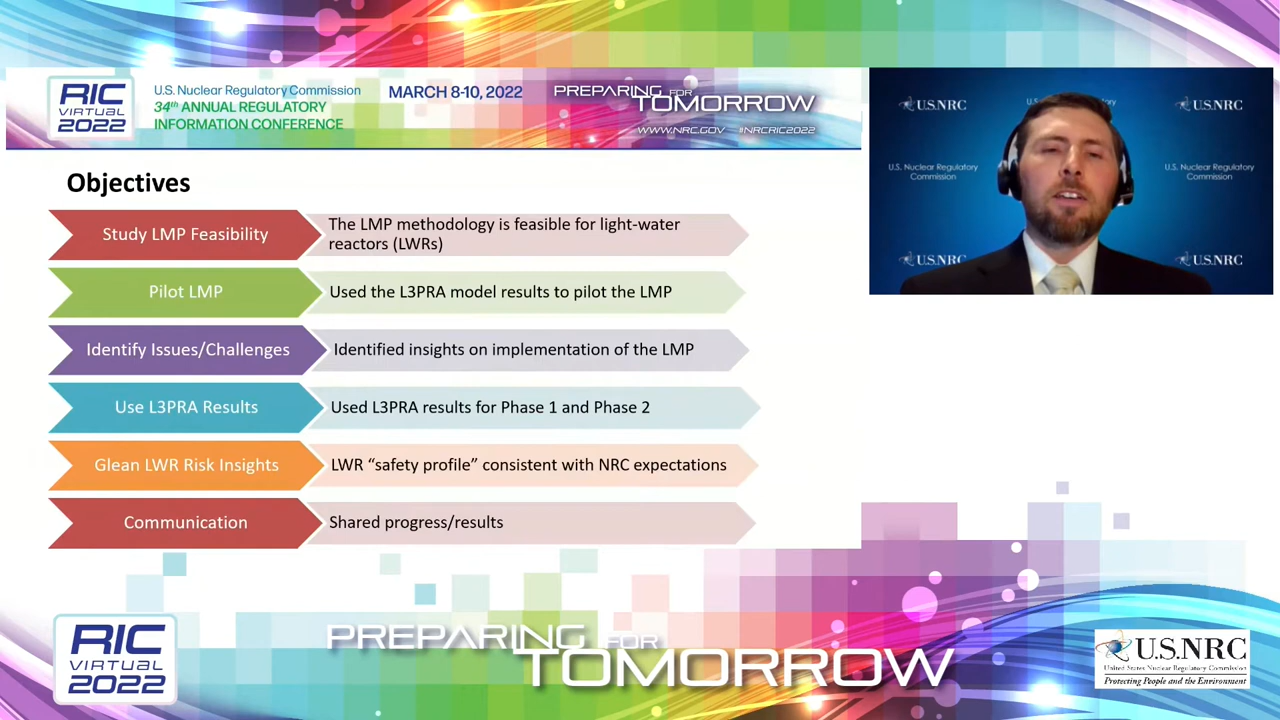 RIC
VIRTUAL
2022
U.S. Nuclear Regulatory Commission
34th ANNUAL REGULATORY
INFORMATION CONFERENCE
MARCH 8-10, 2022
PREPARING FOR
TOMORROW
WWW.NRC.GOV #NRCRIC2022
Objectives
Study LMP Feasibility
The LMP methodology is feasible for light-water
reactors (LWRs)
Pilot LMP
Used the L3PRA model results to pilot the LMP
Identify Issues/Challenges
Identified insights on implementation of the LMP
Use L3PRA Results
Used L3PRA results for Phase 1 and Phase 2
Glean LWR Risk Insights
LWR “safety profile” consistent with NRC expectations
Communication
Shared progress/results
U.S.NRC
U.S.NRC
U.S. Nuclear Regulatory
Commission
U.S. Nuclear Regulatory
Commission
U.S.NRC
U.S.NRC
RIC
VIRTUAL
2022
PREPARING FOR
TOMORROW
U.S.NRC
United States Nuclear Regulatory Commission
Protecting People and the Environment